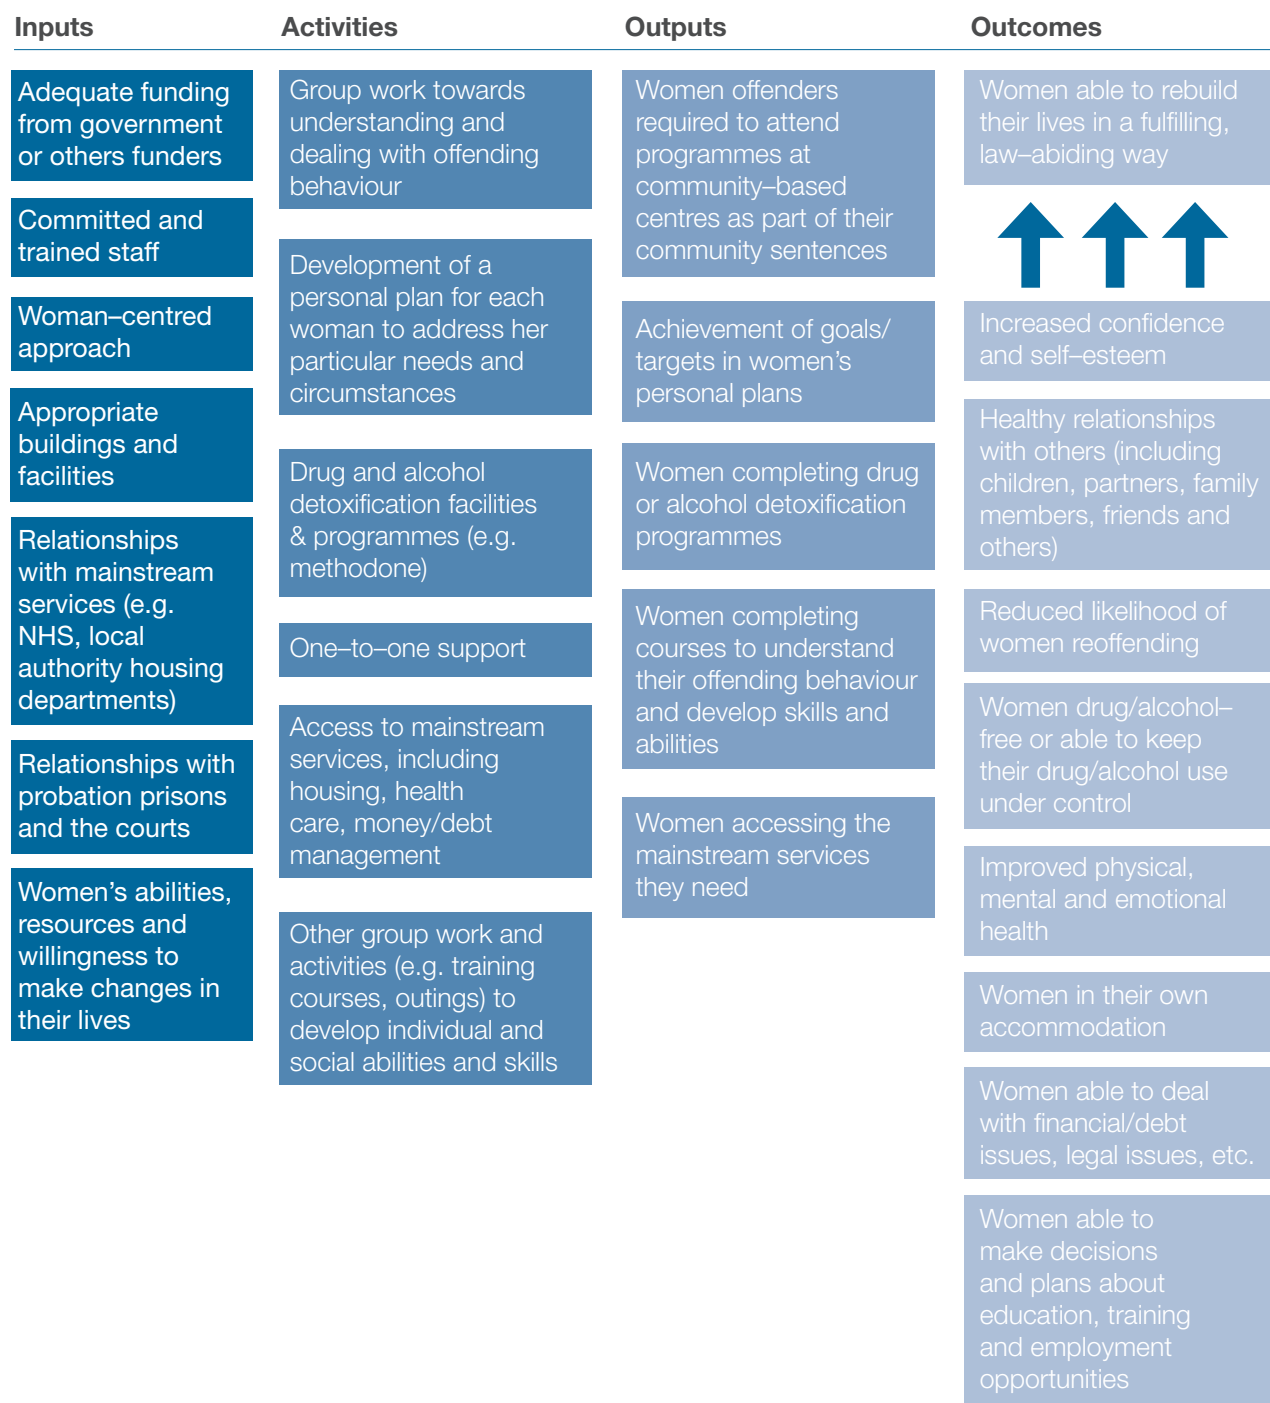 Inputs
Adequate funding
from government
or others funders
Committed and
trained staff
Woman–centred
approach
Appropriate
buildings and
facilities
Relationships
with mainstream
services (e.g.
NHS, local
authority housing
departments)
Relationships with
probation prisons
and the courts
Women’s abilities,
resources and
willingness to
make changes in
their lives
Activities
Group work towards
understanding and
dealing with offending
behaviour
Development of a
personal plan for each
woman to address her
particular needs and
circumstances
Drug and alcohol
detoxification facilities
& programmes (e.g.
methodone)
One–to–one support
Access to mainstream
services, including
housing, health
care, money/debt
management
Other group work and
activities (e.g. training
courses, outings) to
develop individual and
social abilities and skills
Outputs
Women offenders
required to attend
programmes at
community–based
centres as part of their
community sentences
Achievement of goals/
targets in women’s
personal plans
Women completing drug
or alcohol detoxification
programmes
Women completing
courses to understand
their offending behaviour
and develop skills and
abilities
Women accessing the
mainstream services
they need
Outcomes
Women able to rebuild
their lives in a fulfilling,
law–abiding way
Increased confidence
and self–esteem
Healthy relationships
with others (including
children, partners, family
members, friends and
others)
Reduced likelihood of
women reoffending
Women drug/alcohol–
free or able to keep
their drug/alcohol use
under control
Improved physical,
mental and emotional
health
Women in their own
accommodation
Women able to deal
with financial/debt
issues, legal issues, etc.
Women able to
make decisions
and plans about
education, training
and employment
opportunities